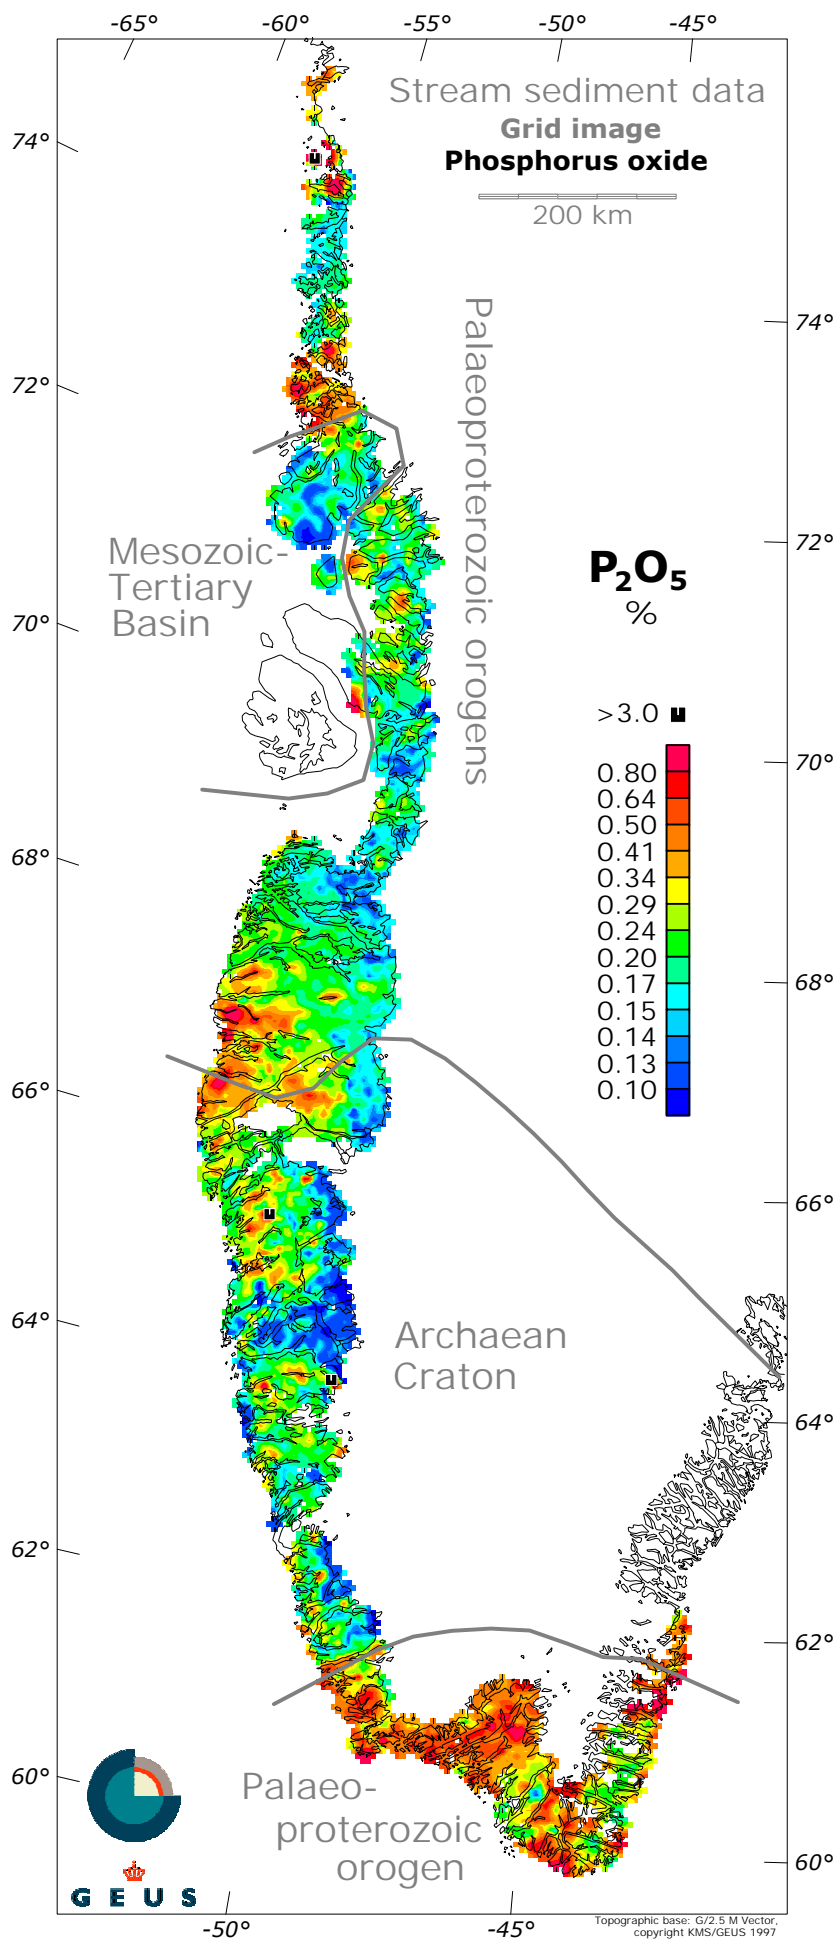 -65° -60° -55° -50° -45°
Stream sediment data
Grid image
Phosphorus oxide
200 km
74°
72°
70°
68°
66°
64°
62°
60°
74°
72°
70°
68°
66°
64°
62°
60°
Palaeoproterozoic orogens
Mesozoic-
Tertiary
Basin
P₂O₅
%
>3.0
0.80
0.64
0.50
0.41
0.34
0.29
0.24
0.20
0.17
0.15
0.14
0.13
0.10
Archaean
Craton
Palaeo-
proterozoic
orogen
G E U S
-50° -45°
Topographic base: G/2.5 M Vector,
copyright KMS/GEUS 1997